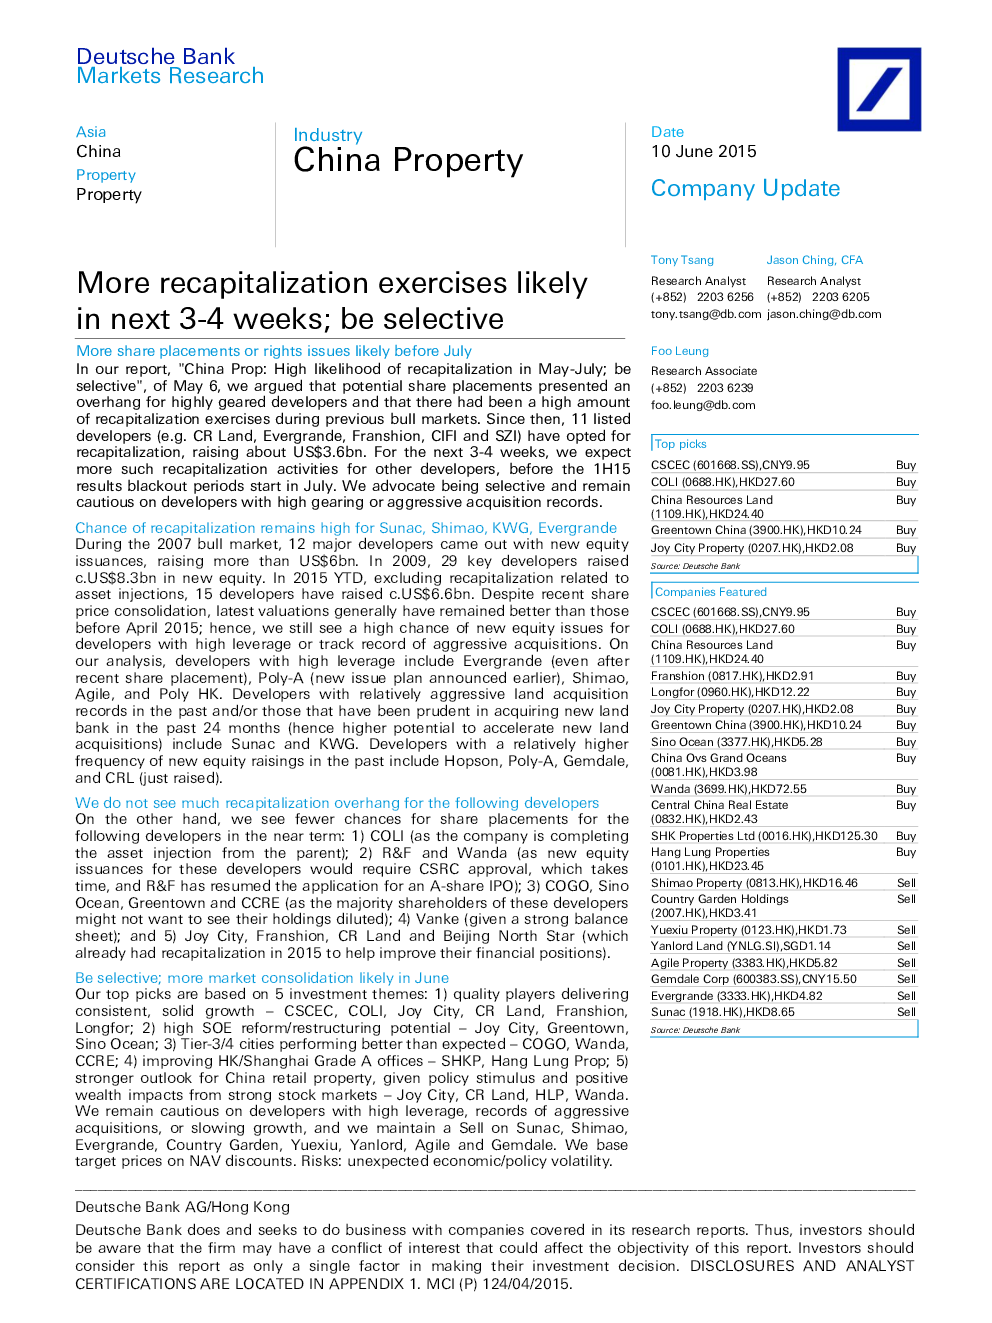 Deutsche Bank
Markets Research
Asia
China
Property
Property
Industry
China Property
Date
10 June 2015
Company Update
More recapitalization exercises likely
in next 3-4 weeks; be selective
More share placements or rights issues likely before July
In our report, "China Prop: High likelihood of recapitalization in May-July; be
selective", of May 6, we argued that potential share placements presented an
overhang for highly geared developers and that there had been a high amount
of recapitalization exercises during previous bull markets. Since then, 11 listed
developers (e.g. CR Land, Evergrande, Franshion, CIFI and SZI) have opted for
recapitalization, raising about US$3.6bn. For the next 3-4 weeks, we expect
more such recapitalization activities for other developers, before the 1H15
results blackout periods start in July. We advocate being selective and remain
cautious on developers with high gearing or aggressive acquisition records.
Chance of recapitalization remains high for Sunac, Shimao, KWG, Evergrande
During the 2007 bull market, 12 major developers came out with new equity
issuances, raising more than US$6bn. In 2009, 29 key developers raised
c.US$8.3bn in new equity. In 2015 YTD, excluding recapitalization related to
asset injections, 15 developers have raised c.US$6.6bn. Despite recent share
price consolidation, latest valuations generally have remained better than those
before April 2015; hence, we still see a high chance of new equity issues for
developers with high leverage or track record of aggressive acquisitions. On
our analysis, developers with high leverage include Evergrande (even after
recent share placement), Poly-A (new issue plan announced earlier), Shimao,
Agile, and Poly HK. Developers with relatively aggressive land acquisition
records in the past and/or those that have been prudent in acquiring new land
bank in the past 24 months (hence higher potential to accelerate new land
acquisitions) include Sunac and KWG. Developers with a relatively higher
frequency of new equity raisings in the past include Hopson, Poly-A, Gemdale,
and CRL (just raised).
We do not see much recapitalization overhang for the following developers
On the other hand, we see fewer chances for share placements for the
following developers in the near term: 1) COLI (as the company is completing
the asset injection from the parent); 2) R&F and Wanda (as new equity
issuances for these developers would require CSRC approval, which takes
time, and R&F has resumed the application for an A-share IPO); 3) COGO, Sino
Ocean, Greentown and CCRE (as the majority shareholders of these developers
might not want to see their holdings diluted); 4) Vanke (given a strong balance
sheet); and 5) Joy City, Franshion, CR Land and Beijing North Star (which
already had recapitalization in 2015 to help improve their financial positions).
Be selective; more market consolidation likely in June
Our top picks are based on 5 investment themes: 1) quality players delivering
consistent, solid growth – CSCEC, COLI, Joy City, CR Land, Franshion,
Longfor; 2) high SOE reform/restructuring potential – Joy City, Greentown,
Sino Ocean; 3) Tier-3/4 cities performing better than expected – COGO, Wanda,
CCRE; 4) improving HK/Shanghai Grade A offices – SHKP, Hang Lung Prop; 5)
stronger outlook for China retail property, given policy stimulus and positive
wealth impacts from strong stock markets – Joy City, CR Land, HLP, Wanda.
We remain cautious on developers with high leverage, records of aggressive
acquisitions, or slowing growth, and we maintain a Sell on Sunac, Shimao,
Evergrande, Country Garden, Yuexiu, Yanlord, Agile and Gemdale. We base
target prices on NAV discounts. Risks: unexpected economic/policy volatility.
Tony Tsang
Research Analyst
(+852) 2203 6256
tony.tsang@db.com
Jason Ching, CFA
Research Analyst
(+852) 2203 6205
jason.ching@db.com
Foo Leung
Research Associate
(+852) 2203 6239
foo.leung@db.com
Top picks
CSCEC (601668.SS),CNY9.95 Buy
COLI (0688.HK),HKD27.60 Buy
China Resources Land Buy
(1109.HK),HKD24.40
Greentown China (3900.HK),HKD10.24 Buy
Joy City Property (0207.HK),HKD2.08 Buy
Source: Deutsche Bank
Companies Featured
CSCEC (601668.SS),CNY9.95 Buy
COLI (0688.HK),HKD27.60 Buy
China Resources Land Buy
(1109.HK),HKD24.40
Franshion (0817.HK),HKD2.91 Buy
Longfor (0960.HK),HKD12.22 Buy
Joy City Property (0207.HK),HKD2.08 Buy
Greentown China (3900.HK),HKD10.24 Buy
Sino Ocean (3377.HK),HKD5.28 Buy
China Ovs Grand Oceans Buy
(0081.HK),HKD3.98
Wanda (3699.HK),HKD72.55 Buy
Central China Real Estate Buy
(0832.HK),HKD2.43
SHK Properties Ltd (0016.HK),HKD125.30 Buy
Hang Lung Properties Buy
(0101.HK),HKD23.45
Shimao Property (0813.HK),HKD16.46 Sell
Country Garden Holdings Sell
(2007.HK),HKD3.41
Yuexiu Property (0123.HK),HKD1.73 Sell
Yanlord Land (YNLG.SI),SGD1.14 Sell
Agile Property (3383.HK),HKD5.82 Sell
Gemdale Corp (600383.SS),CNY15.50 Sell
Evergrande (3333.HK),HKD4.82 Sell
Sunac (1918.HK),HKD8.65 Sell
Source: Deutsche Bank
Deutsche Bank AG/Hong Kong
Deutsche Bank does and seeks to do business with companies covered in its research reports. Thus, investors should
be aware that the firm may have a conflict of interest that could affect the objectivity of this report. Investors should
consider this report as only a single factor in making their investment decision. DISCLOSURES AND ANALYST
CERTIFICATIONS ARE LOCATED IN APPENDIX 1. MCI (P) 124/04/2015.